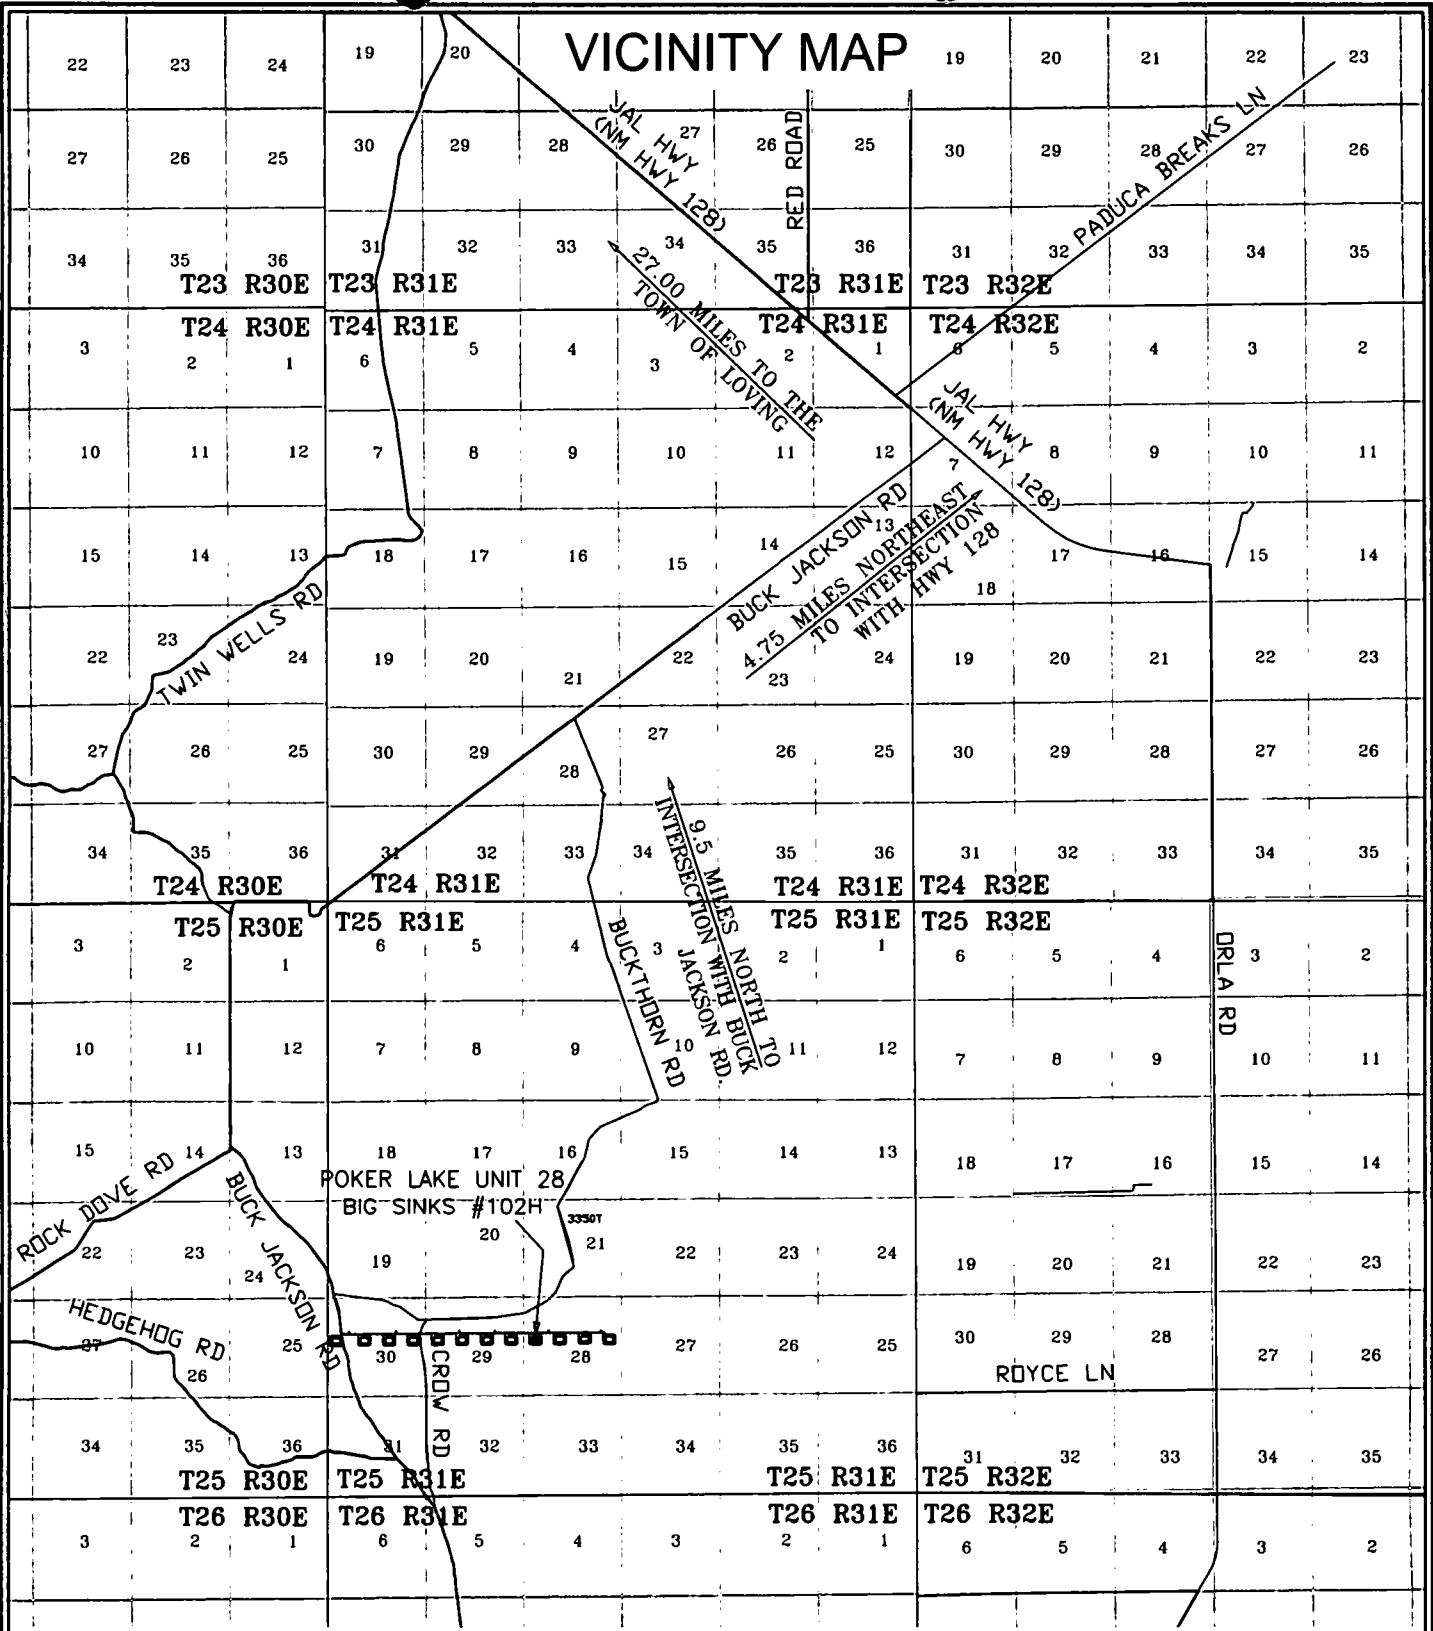 VICINITY MAP
22 23 24 19 20 19 20 21 22 23
JAL HWY
(NM HWY 128)
RED ROAD
PADUCA BREAKS LN
27 26 25 30 29 28 27 26 25 30 29 28 27 26
34 35 36 31 32 33 34 35 36 31 32 33 34 35
T23 R30E T23 R31E T23 R31E T23 R32E
27.00 MILES TO THE
TOWN OF LOVING
T24 R30E T24 R31E T24 R31E T24 R32E
3 2 1 6 5 4 3 2 1 6 5 4 3 2
JAL HWY
(NM HWY 128)
10 11 12 7 8 9 10 11 12 7 8 9 10 11
BUCK JACKSON RD
4.75 MILES NORTHEAST
TO INTERSECTION
WITH HWY 128
15 14 13 18 17 16 15 14 13 18 17 16 15 14
TWIN WELLS RD
22 23 24 19 20 21 22 23 24 19 20 21 22 23
27 26 25 30 29 28 27 26 25 30 29 28 27 26
9.5 MILES NORTH TO
INTERSECTION WITH BUCK
JACKSON RD.
34 35 36 31 32 33 34 35 36 31 32 33 34 35
T24 R30E T24 R31E T24 R31E T24 R32E
T25 R30E T25 R31E T25 R31E T25 R32E
3 2 1 6 5 4 3 2 1 6 5 4 3 2
BUCKTHORN RD
ORLA RD
10 11 12 7 8 9 10 11 12 7 8 9 10 11
15 14 13 18 17 16 15 14 13 18 17 16 15 14
ROCK DOVE RD
BUCK JACKSON RD
POKER LAKE UNIT 28
BIG SINKS #102H
3350'
22 23 24 19 20 21 22 23 24 19 20 21 22 23
HEDGEHOG RD
27 26 25 30 29 28 27 26 25 30 29 28 27 26
CROW RD
ROYCE LN
34 35 36 31 32 33 34 35 36 31 32 33 34 35
T25 R30E T25 R31E T25 R31E T25 R32E
T26 R30E T26 R31E T26 R31E T26 R32E
3 2 1 6 5 4 3 2 1 6 5 4 3 2